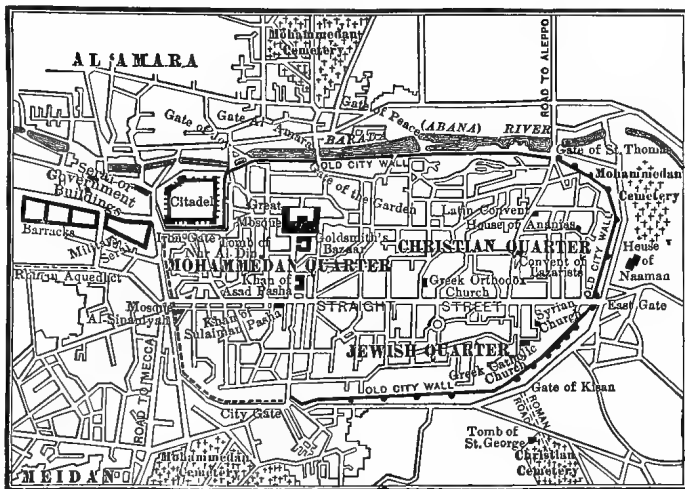 AL 'AMARA
Mohammedan
Cemetery
ROAD TO ALEPPO
Gate Al Amara
Gate of Peace
BARADA
(ABANA)
RIVER
Gate of St. Thomas
OLD CITY WALL
Gate of the Garden
Serai or
Government
Buildings
Citadel
Great
Mosque
Mohammedan
Cemetery
Latin Convent
House of Ananias
Barracks
Military
Serai
Iron Gate
Tomb of
Nur Al Din
Goldsmith's
Bazaar
CHRISTIAN QUARTER
Convent of
Lazarists
OLD CITY WALL
House
of
Naaman
MOHAMMEDAN QUARTER
Aqueduct
Khan of
Asad Pasha
Greek Orthodox
Church
Mosque
Al-Sinaniyah
STRAIGHT STREET
East Gate
Khan of
Sulaiman Pasha
Syrian
Church
JEWISH QUARTER
Greek Catholic
Church
ROAD TO MECCA
OLD CITY WALL
Gate of Kisan
City Gate
ROMAN
ROAD
Tomb of
St. George
MEIDAN
Mohammedan
Cemetery
Christian
Cemetery